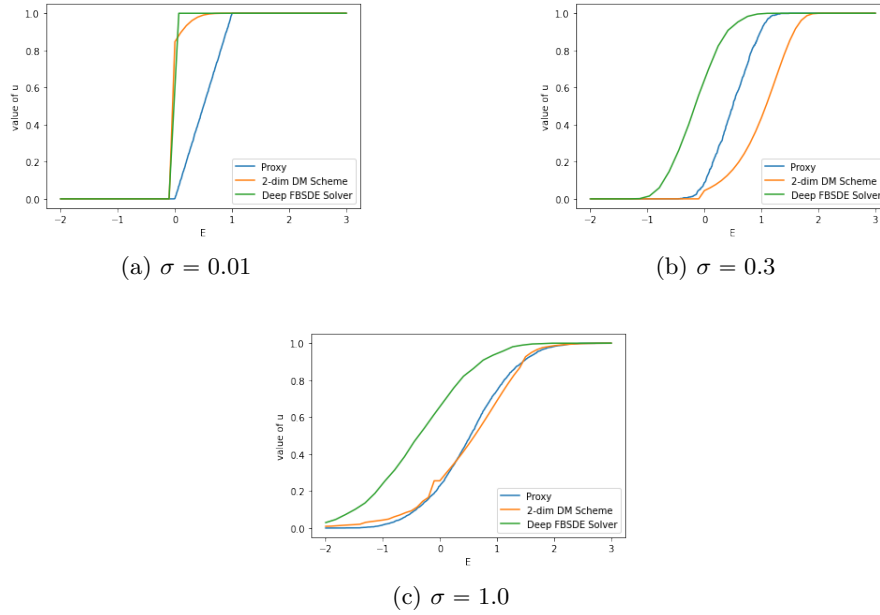 1.0
0.8
0.6
0.4
0.2
0.0
value of u
-2 -1 0 1 2 3
E
Proxy
2-dim DM Scheme
Deep FBSDE Solver
(a) σ = 0.01
1.0
0.8
0.6
0.4
0.2
0.0
value of u
-2 -1 0 1 2 3
E
Proxy
2-dim DM Scheme
Deep FBSDE Solver
(b) σ = 0.3
1.0
0.8
0.6
0.4
0.2
0.0
value of u
-2 -1 0 1 2 3
E
Proxy
2-dim DM Scheme
Deep FBSDE Solver
(c) σ = 1.0